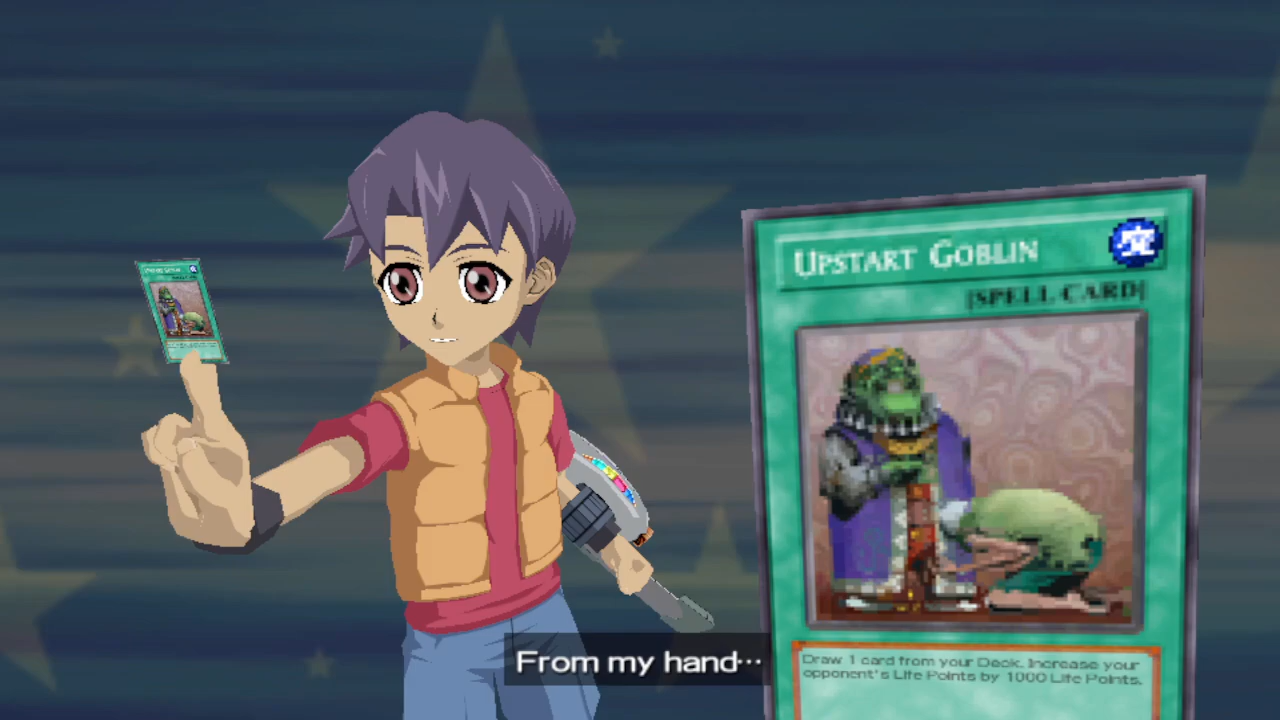 UPSTART GOBLIN
[SPELL CARD]
Draw 1 card from your Deck. Increase your
opponent's Life Points by 1000 Life Points.
From my hand…